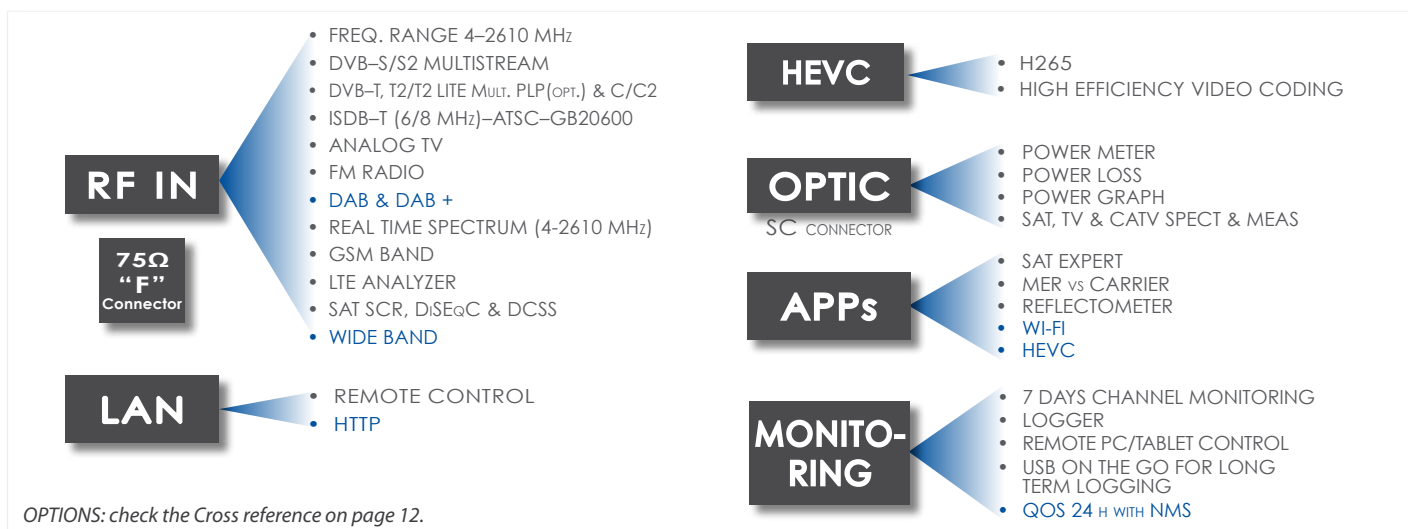 RF IN
• FREQ. RANGE 4–2610 MHz
• DVB–S/S2 MULTISTREAM
• DVB–T, T2/T2 LITE MULT. PLP(OPT.) & C/C2
• ISDB–T (6/8 MHz)–ATSC–GB20600
• ANALOG TV
• FM RADIO
• DAB & DAB +
• REAL TIME SPECTRUM (4-2610 MHz)
• GSM BAND
• LTE ANALYZER
• SAT SCR, DiSEqC & DCSS
• WIDE BAND
75Ω
“F”
Connector
LAN
• REMOTE CONTROL
• HTTP
HEVC
• H265
• HIGH EFFICIENCY VIDEO CODING
OPTIC
SC CONNECTOR
• POWER METER
• POWER LOSS
• POWER GRAPH
• SAT, TV & CATV SPECT & MEAS
APPs
• SAT EXPERT
• MER VS CARRIER
• REFLECTOMETER
• WI-FI
• HEVC
MONITO-
RING
• 7 DAYS CHANNEL MONITORING
• LOGGER
• REMOTE PC/TABLET CONTROL
• USB ON THE GO FOR LONG
TERM LOGGING
• QOS 24 H WITH NMS
OPTIONS: check the Cross reference on page 12.